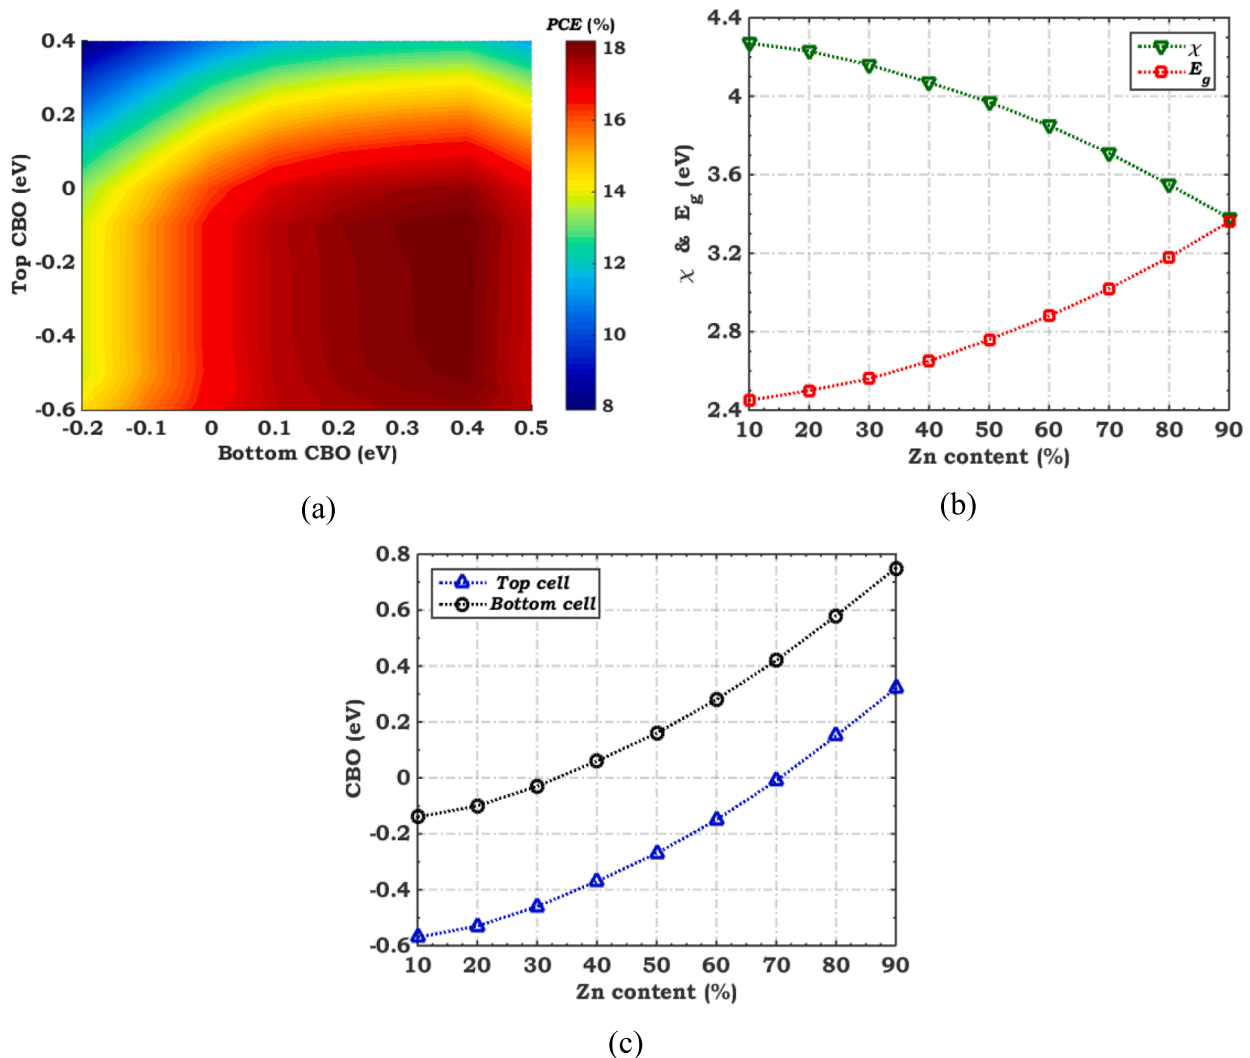 PCE (%)
0.4
0.2
0
-0.2
-0.4
-0.6
Top CBO (eV)
-0.2 -0.1 0 0.1 0.2 0.3 0.4 0.5
Bottom CBO (eV)
18
16
14
12
10
8
(a)
4.4
4
3.6
3.2
2.8
2.4
χ & E_g (eV)
χ
E_g
10 20 30 40 50 60 70 80 90
Zn content (%)
(b)
0.8
0.6
0.4
0.2
0
-0.2
-0.4
-0.6
CBO (eV)
Top cell
Bottom cell
10 20 30 40 50 60 70 80 90
Zn content (%)
(c)